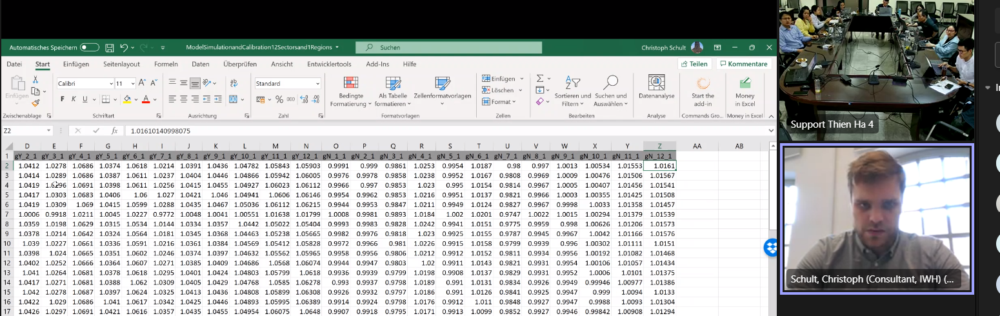 Automatisches Speichern ModelSimulationandCalibration12Sectorsand1Regions Suchen Christoph Schult
Datei Start Einfügen Seitenlayout Formeln Daten Überprüfen Ansicht Entwicklertools Add-Ins Hilfe Teilen Kommentare
Einfügen Calibri 11 Standard Bedingte Formatierung Als Tabelle formatieren Zellenformatvorlagen Einfügen Löschen Format Sortieren und Filtern Suchen und Auswählen Datenanalyse Start the add-in Money in Excel
F K U % 000
Zwischenablage Schriftart Ausrichtung Zahl Formatvorlagen Zellen Bearbeiten Analyse Commands Gro... Money in Excel
Z2 fx 1.01610140998075
D E F G H I J K L M N O P Q R S T U V W X Y Z AA AB
1 gY_2_1 gY_3_1 gY_4_1 gY_5_1 gY_6_1 gY_7_1 gY_8_1 gY_9_1 gY_10_1 gY_11_1 gY_12_1 gN_1_1 gN_2_1 gN_3_1 gN_4_1 gN_5_1 gN_6_1 gN_7_1 gN_8_1 gN_9_1 gN_10_1 gN_11_1 gN_12_1
2 1.0412 1.0278 1.0686 1.0374 1.0618 1.0214 1.0391 1.0436 1.04782 1.05843 1.05903 0.9991 0.999 0.9861 1.0253 0.9954 1.0187 0.98 0.997 1.0013 1.00534 1.01553 1.0161
3 1.0414 1.0289 1.0686 1.0387 1.0611 1.0237 1.0404 1.0446 1.04866 1.05942 1.06005 0.9976 0.9978 0.9858 1.0238 0.9952 1.0167 0.9808 0.9969 1.0009 1.00476 1.01506 1.01567
4 1.0419 1.0296 1.0691 1.0398 1.0611 1.0256 1.0415 1.0455 1.04927 1.06023 1.06112 0.9966 0.997 0.9853 1.023 0.995 1.0154 0.9814 0.9966 1.0005 1.00407 1.01456 1.01541
5 1.0417 1.0303 1.0683 1.0406 1.06 1.027 1.0421 1.046 1.04941 1.0606 1.06146 0.9954 0.9962 0.9853 1.0216 0.9951 1.0137 0.9821 0.9966 1.0003 1.00355 1.01425 1.01508
6 1.0419 1.0309 1.069 1.0415 1.0599 1.0288 1.0435 1.0467 1.05036 1.06112 1.06215 0.9944 0.9953 0.9847 1.0211 0.9949 1.0124 0.9827 0.9967 0.9998 1.0033 1.01358 1.01457
7 1.0006 0.9918 1.0211 1.0045 1.0227 0.9772 1.0048 1.0041 1.00551 1.01638 1.01799 1.0008 0.9981 0.9893 1.0184 1.002 1.0201 0.9747 1.0022 1.0015 1.00294 1.01379 1.01539
8 1.0359 1.0198 1.0629 1.0315 1.0534 1.0144 1.0334 1.0357 1.0442 1.05022 1.05404 0.9993 0.9983 0.9828 1.0242 0.9941 1.0151 0.9775 0.9959 0.998 1.00626 1.01206 1.01573
9 1.0378 1.0214 1.0642 1.0324 1.0564 1.0181 1.0345 1.0368 1.04463 1.05238 1.05665 0.9982 0.9976 0.9818 1.023 0.9925 1.0155 0.9787 0.9945 0.9967 1.0042 1.01166 1.01576
10 1.039 1.0227 1.0661 1.0336 1.0591 1.0216 1.0361 1.0384 1.04569 1.05412 1.05828 0.9972 0.9966 0.981 1.0226 0.9915 1.0158 0.9799 0.9939 0.996 1.00302 1.01111 1.0151
11 1.0398 1.024 1.0665 1.0351 1.0602 1.0246 1.0374 1.0397 1.04632 1.05562 1.05965 0.9958 0.9956 0.9806 1.0212 0.9912 1.0152 0.9811 0.9934 0.9956 1.00192 1.01082 1.01468
12 1.0402 1.0252 1.0666 1.0364 1.0607 1.0271 1.0385 1.0409 1.04686 1.0568 1.06074 0.9944 0.9947 0.9803 1.02 0.9911 1.0143 0.9821 0.9931 0.9954 1.00106 1.01057 1.01434
13 1.041 1.0264 1.0681 1.0378 1.0618 1.0295 1.0401 1.0424 1.04803 1.05799 1.0618 0.9936 0.9939 0.9799 1.0198 0.9908 1.0137 0.9829 0.9931 0.9952 1.0006 1.0101 1.01375
14 1.0417 1.0271 1.0681 1.0388 1.062 1.0309 1.0405 1.0429 1.04768 1.0585 1.06278 0.993 0.9937 0.9798 1.0189 0.991 1.0131 0.9834 0.9926 0.9949 0.99946 1.00977 1.01386
15 1.042 1.0278 1.0687 1.0397 1.0624 1.0325 1.0413 1.0436 1.04808 1.05899 1.06308 0.9926 0.9932 0.9797 1.0186 0.991 1.0126 0.9841 0.9925 0.9947 0.999 1.0094 1.0133
16 1.0422 1.029 1.0686 1.041 1.0617 1.0342 1.0425 1.0446 1.04893 1.05995 1.06389 0.9914 0.9924 0.9798 1.0176 0.9912 1.011 0.9848 0.9927 0.9947 0.9988 1.0093 1.01304
17 1.0426 1.0297 1.0691 1.0421 1.0616 1.0357 1.0435 1.0455 1.04954 1.06075 1.0648 0.9907 0.9918 0.9795 1.0171 0.9913 1.0099 0.9852 0.9927 0.9946 0.99842 1.00908 1.01294
Support Thien Ha 4
Schult, Christoph (Consultant, IWH) (...